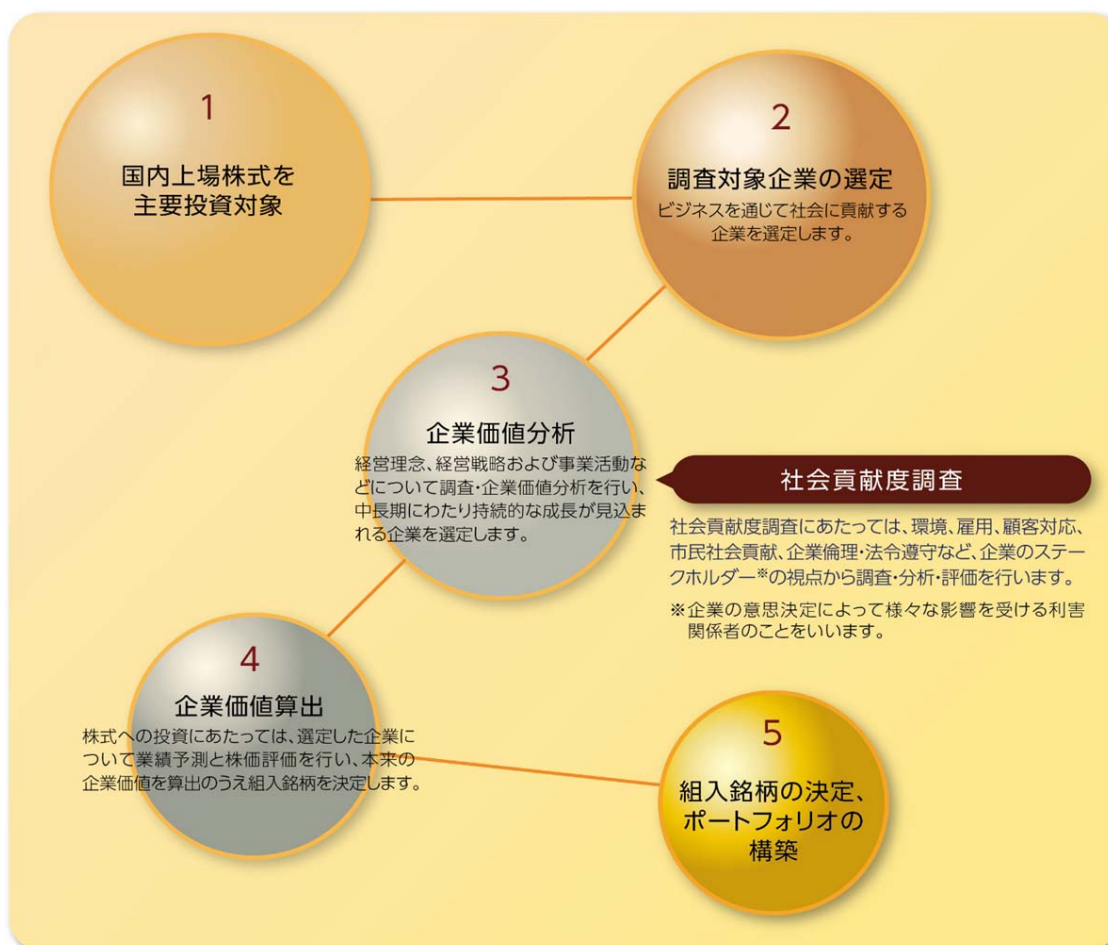 1
国内上場株式を
主要投資対象
2
調査対象企業の選定
ビジネスを通じて社会に貢献する
企業を選定します。
3
企業価値分析
経営理念、経営戦略および事業活動な
どについて調査・企業価値分析を行い、
中長期にわたり持続的な成長が見込ま
れる企業を選定します。
社会貢献度調査
社会貢献度調査にあたっては、環境、雇用、顧客対応、
市民社会貢献、企業倫理・法令遵守など、企業のステー
クホルダー※の視点から調査・分析・評価を行います。
※企業の意思決定によって様々な影響を受ける利害
関係者のことをいいます。
4
企業価値算出
株式への投資にあたっては、選定した企業に
ついて業績予測と株価評価を行い、本来の
企業価値を算出のうえ組入銘柄を決定します。
5
組入銘柄の決定、
ポートフォリオの
構築